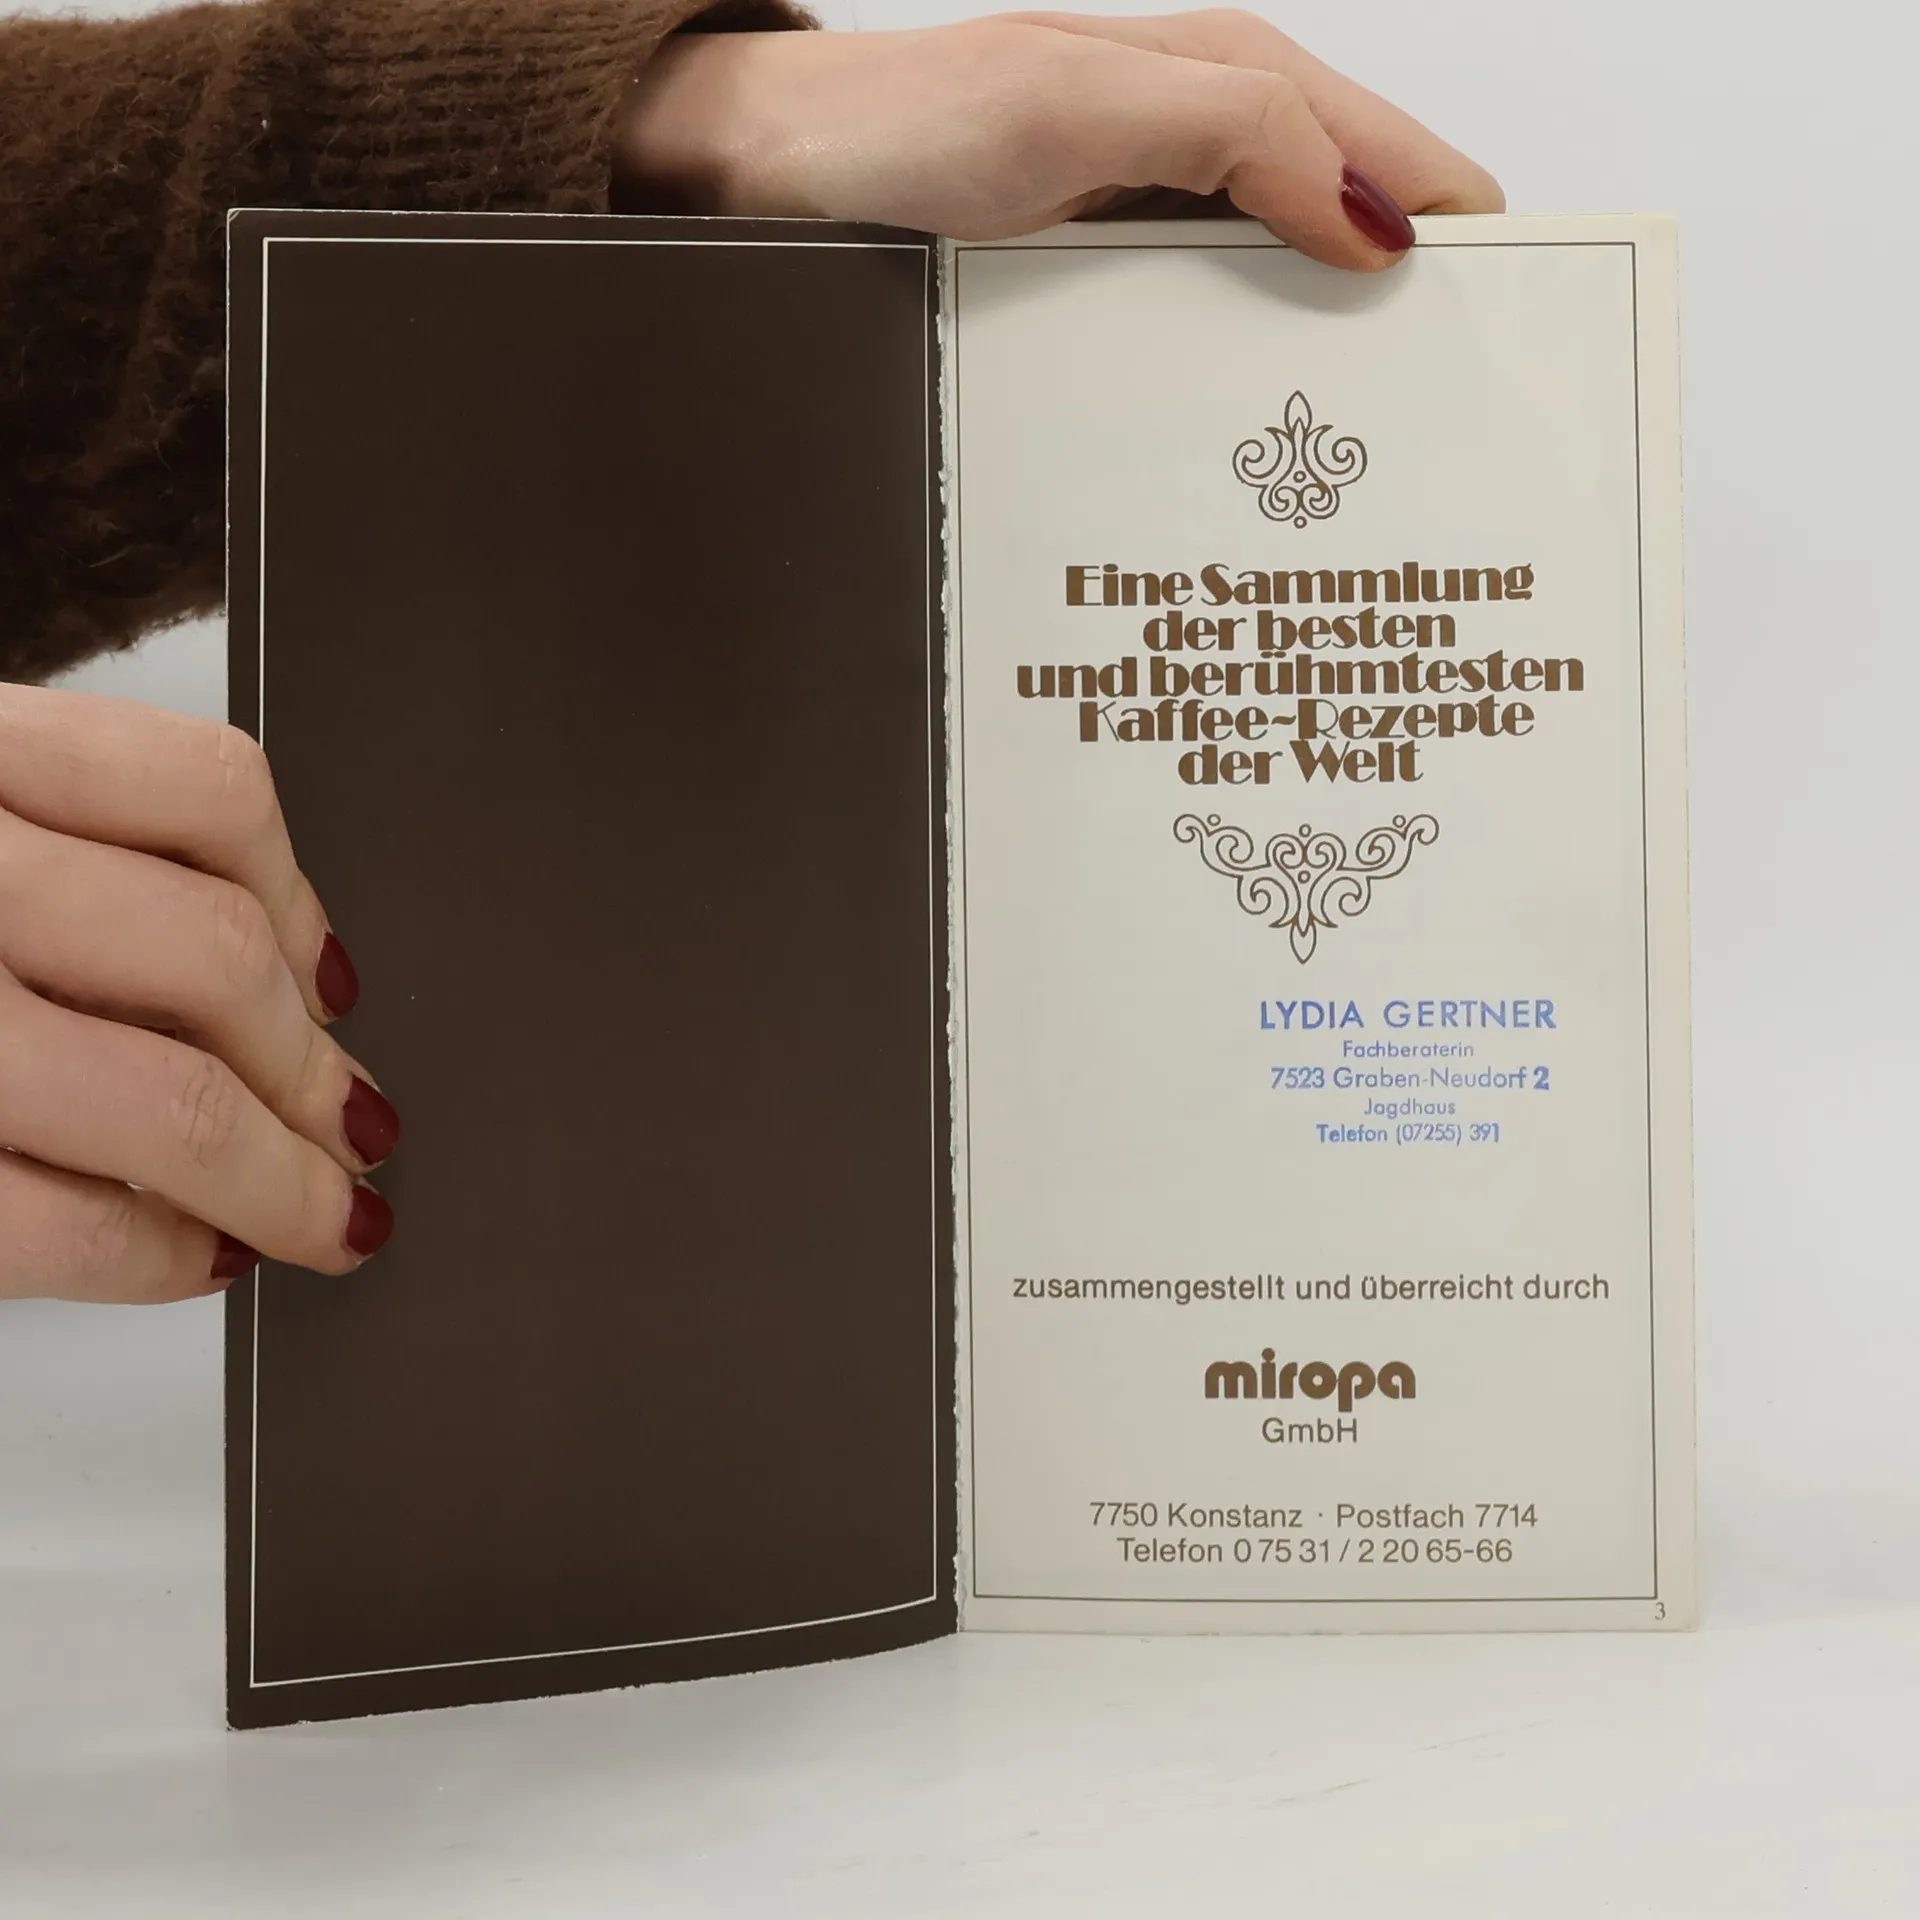 Eine Sammlung
der besten
und berühmtesten
Kaffee-Rezepte
der Welt
LYDIA GERTNER
Fachberaterin
7523 Graben-Neudorf 2
Jagdhaus
Telefon (07255) 391
zusammengestellt und überreicht durch
miropa
GmbH
7750 Konstanz · Postfach 7714
Telefon 0 75 31 / 2 20 65-66
3